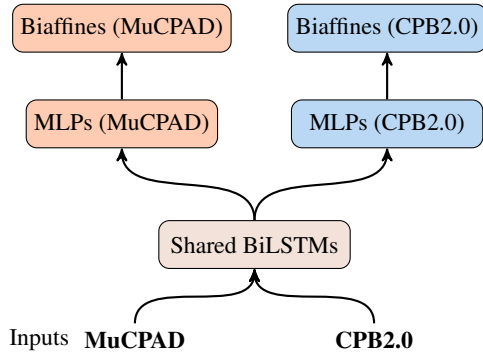 Biaffines (MuCPAD) Biaffines (CPB2.0)
MLPs (MuCPAD) MLPs (CPB2.0)
Shared BiLSTMs
Inputs MuCPAD CPB2.0